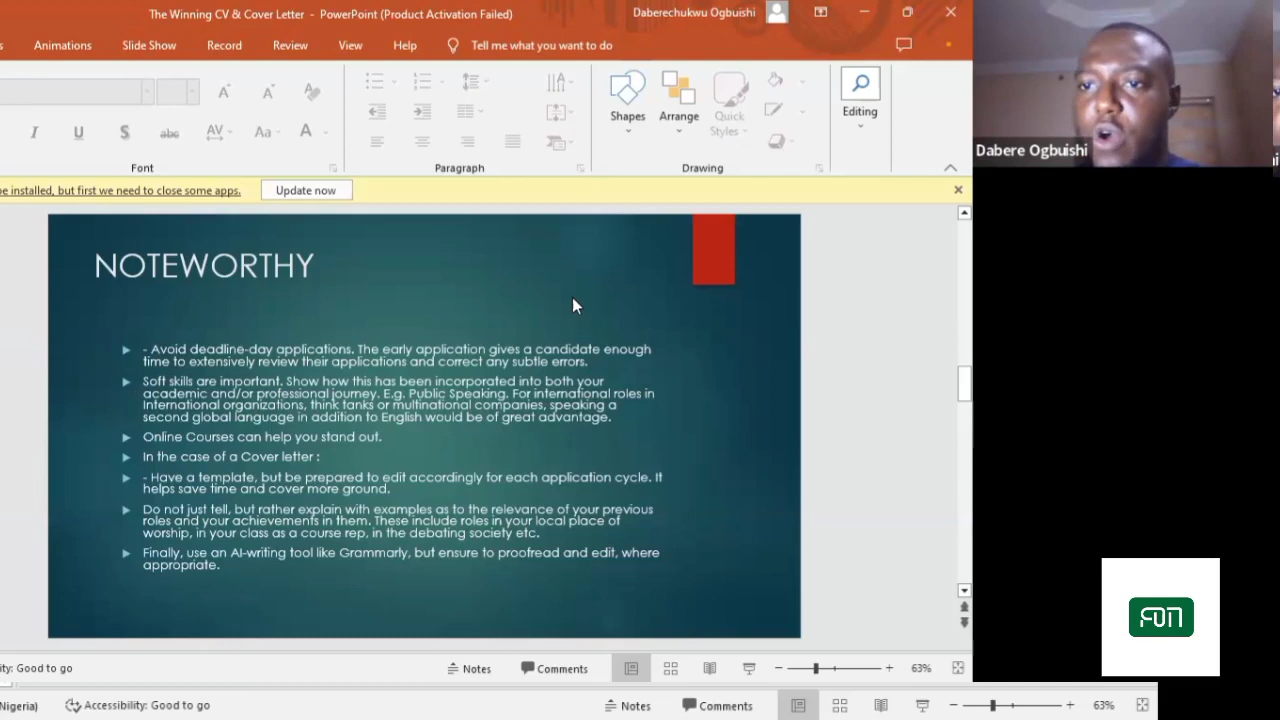 The Winning CV & Cover Letter - PowerPoint (Product Activation Failed)
Daberechukwu Ogbuishi
s Animations Slide Show Record Review View Help Tell me what you want to do
Shapes
Arrange
Quick
Styles
Editing
I U S abc AV Aa A
Font
Paragraph
Drawing
Dabere Ogbuishi
be installed, but first we need to close some apps. Update now
NOTEWORTHY
- Avoid deadline-day applications. The early application gives a candidate enough
time to extensively review their applications and correct any subtle errors.
Soft skills are important. Show how this has been incorporated into both your
academic and/or professional journey. E.g. Public Speaking. For international roles in
International organizations, think tanks or multinational companies, speaking a
second global language in addition to English would be of great advantage.
Online Courses can help you stand out.
In the case of a Cover letter :
- Have a template, but be prepared to edit accordingly for each application cycle. It
helps save time and cover more ground.
Do not just tell, but rather explain with examples as to the relevance of your previous
roles and your achievements in them. These include roles in your local place of
worship, in your class as a course rep, in the debating society etc.
Finally, use an AI-writing tool like Grammarly, but ensure to proofread and edit, where
appropriate.
FON
ity: Good to go Notes Comments 63%
Nigeria) Accessibility: Good to go Notes Comments 63%